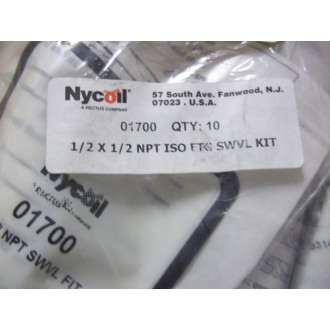 Nycoil
A RECTUS COMPANY
57 South Ave. Fanwood, N.J.
07023 . U.S.A.
01700 QTY: 10
1/2 X 1/2 NPT ISO FTG SWVL KIT
Nycoil
01700
NPT SWVL FIT